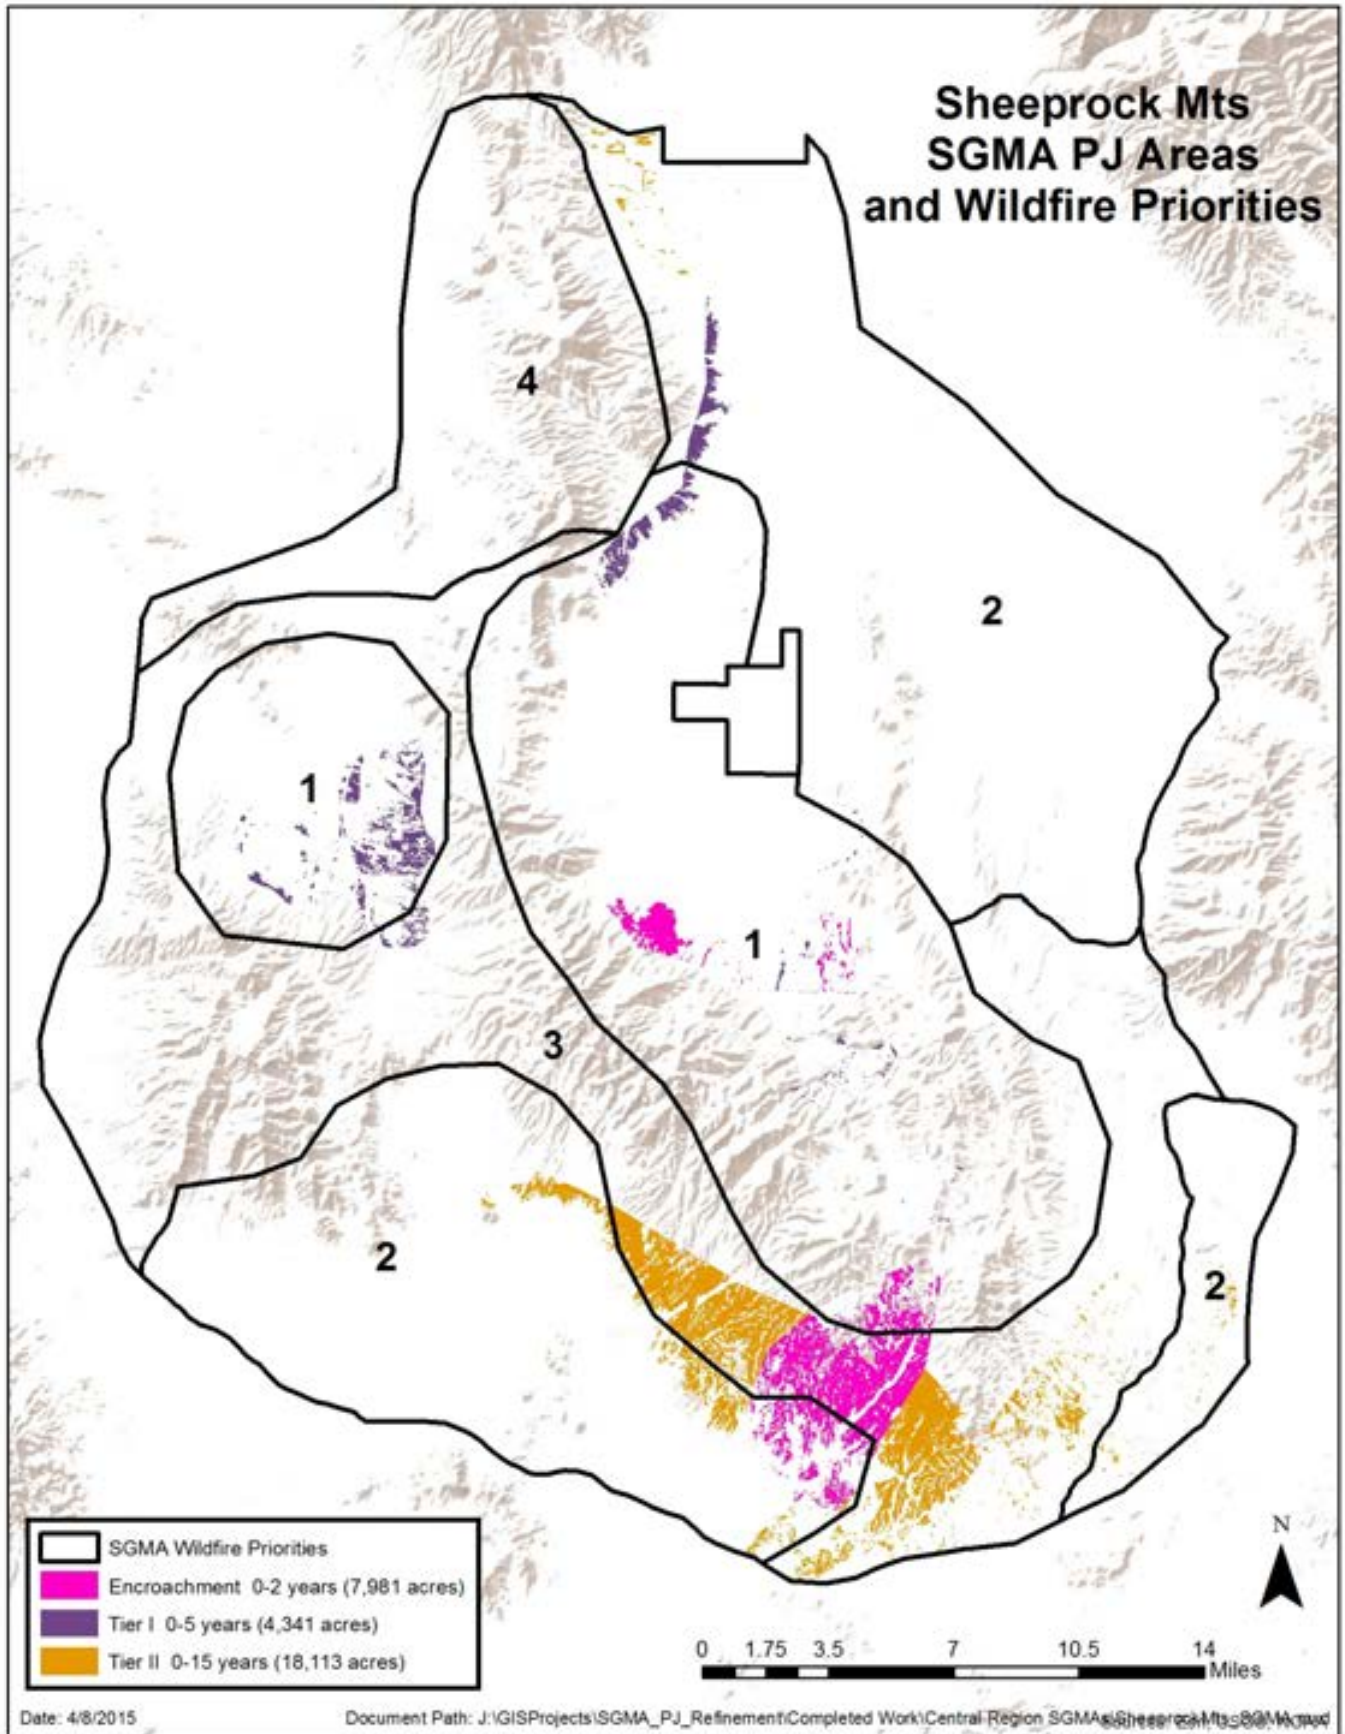 Sheeprock Mts
SGMA PJ Areas
and Wildfire Priorities
4
2
1
1
3
2
2
SGMA Wildfire Priorities
Encroachment 0-2 years (7,981 acres)
Tier I 0-5 years (4,341 acres)
Tier II 0-15 years (18,113 acres)
N
0 1.75 3.5 7 10.5 14
Miles
Date: 4/8/2015
Document Path: J:\GISProjects\SGMA_PJ_Refinement\Completed Work\Central Region SGMAs\Sheeprock_Mts_SGMA.mxd